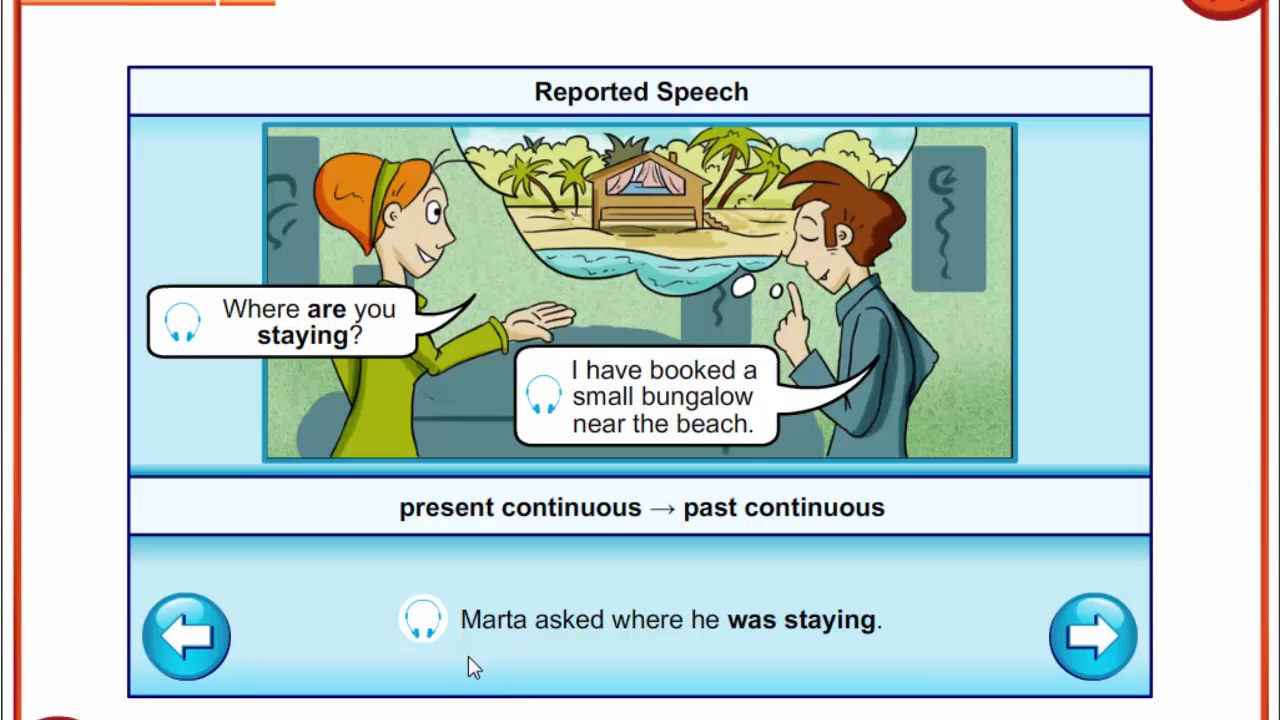 Reported Speech
Where are you
staying?
I have booked a
small bungalow
near the beach.
present continuous → past continuous
Marta asked where he was staying.